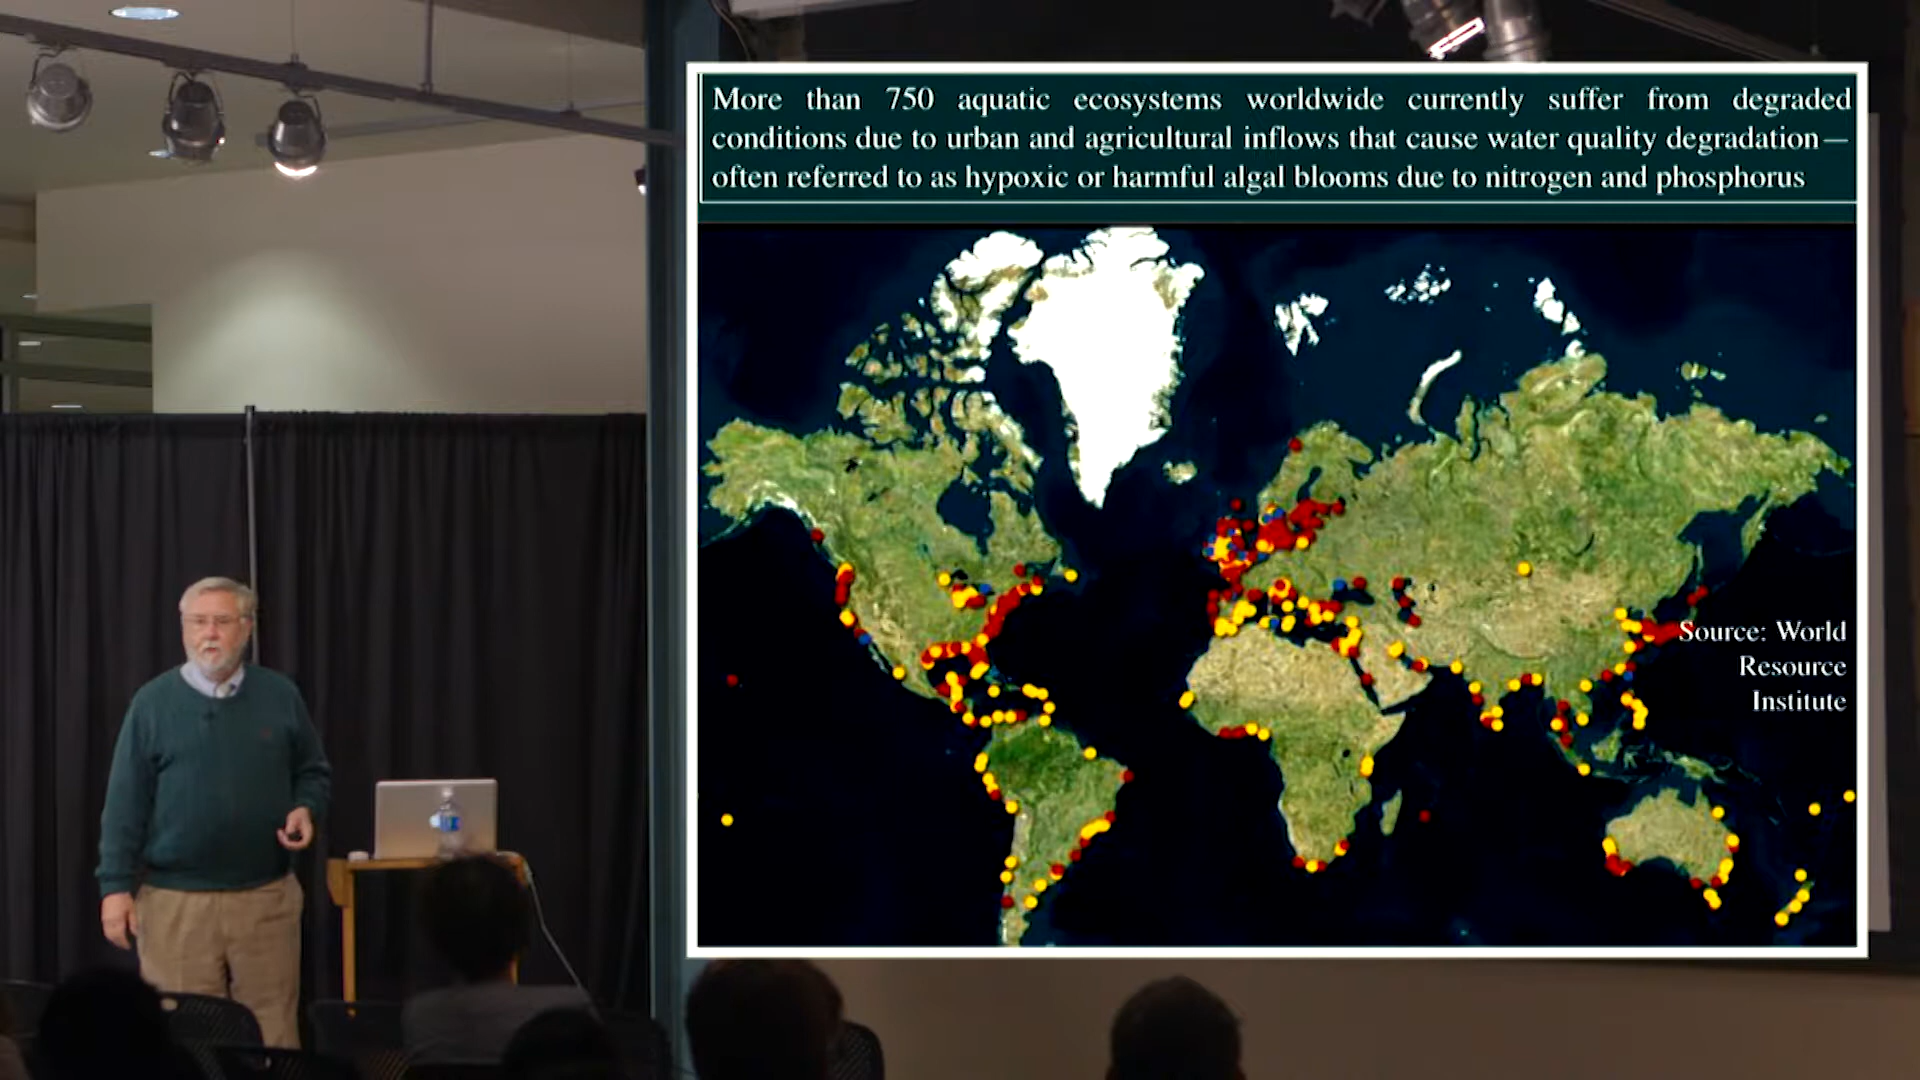 More than 750 aquatic ecosystems worldwide currently suffer from degraded
conditions due to urban and agricultural inflows that cause water quality degradation—
often referred to as hypoxic or harmful algal blooms due to nitrogen and phosphorus
Source: World
Resource
Institute